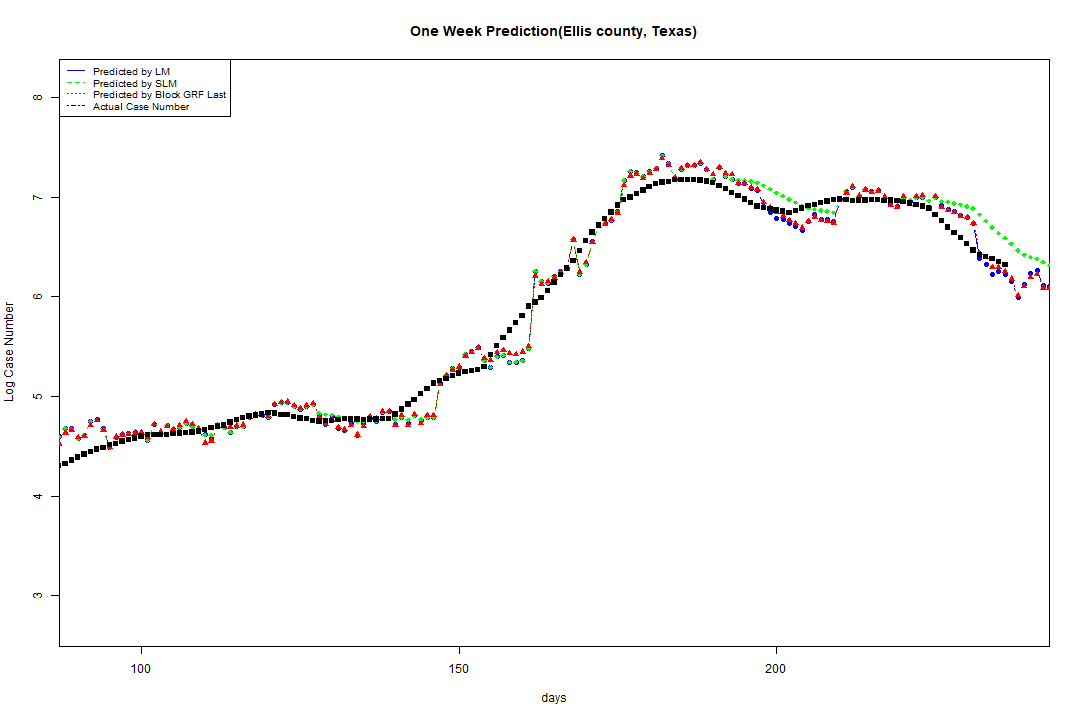 One Week Prediction(Ellis county, Texas)
Predicted by LM
Predicted by SLM
Predicted by Block GRF Last
Actual Case Number
8
7
6
5
4
3
Log Case Number
100 150 200
days